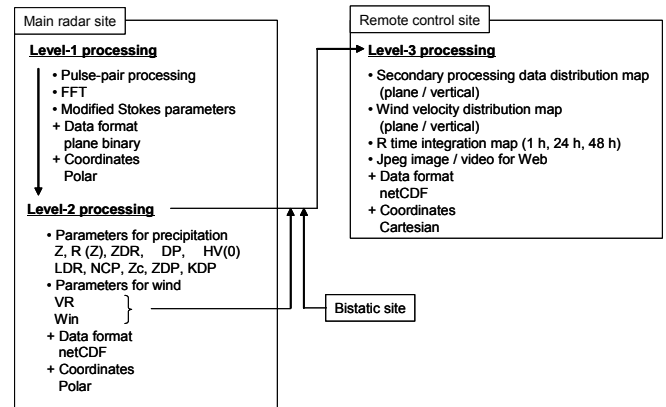 Main radar site
Level-1 processing
• Pulse-pair processing
• FFT
• Modified Stokes parameters
+ Data format
plane binary
+ Coordinates
Polar
Level-2 processing
• Parameters for precipitation
Z, R (Z), ZDR, DP, HV(0)
LDR, NCP, Zc, ZDP, KDP
• Parameters for wind
VR
Win
+ Data format
netCDF
+ Coordinates
Polar
Remote control site
Level-3 processing
• Secondary processing data distribution map
(plane / vertical)
• Wind velocity distribution map
(plane / vertical)
• R time integration map (1 h, 24 h, 48 h)
• Jpeg image / video for Web
+ Data format
netCDF
+ Coordinates
Cartesian
Bistatic site